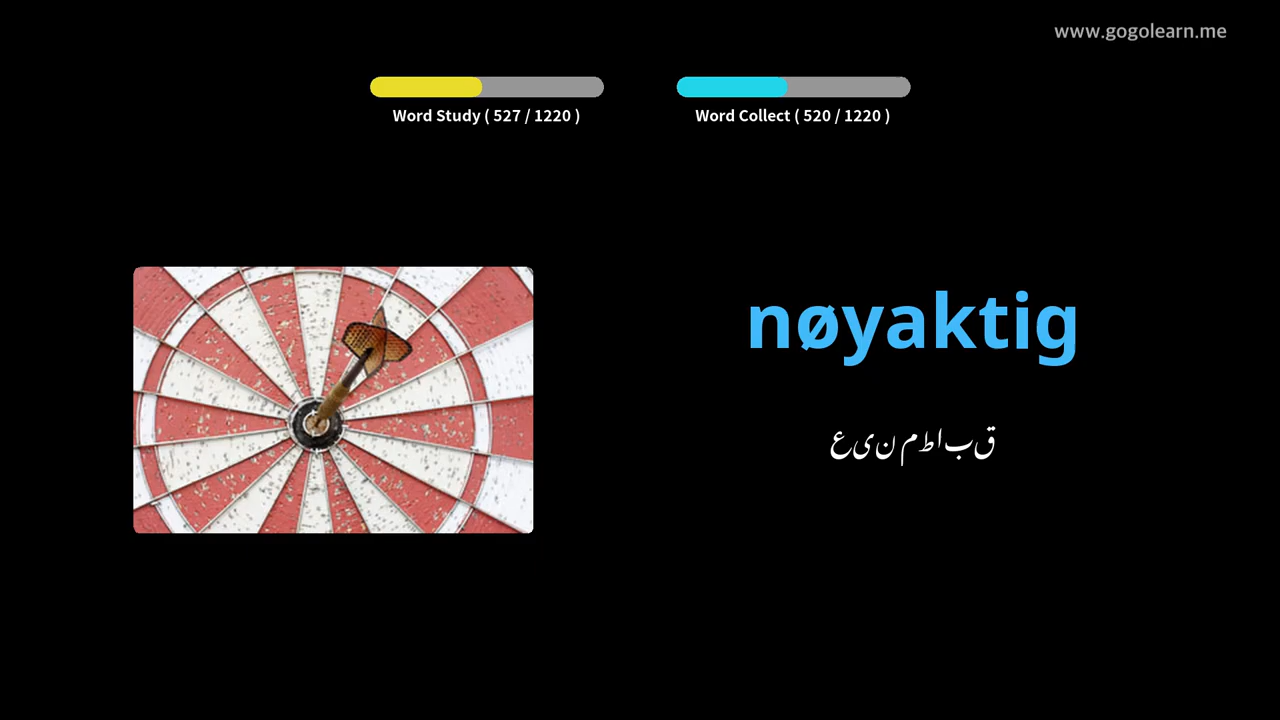 www.gogolearn.me
Word Study ( 527 / 1220 )
Word Collect ( 520 / 1220 )
nøyaktig
عین مطابق